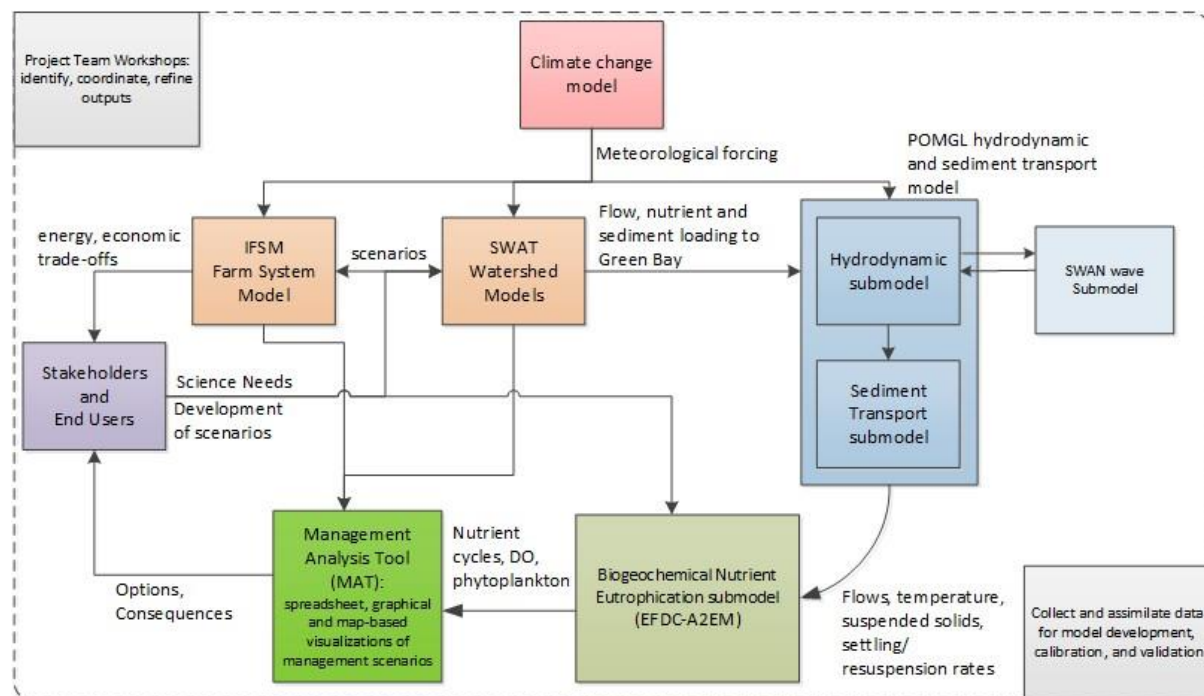 Project Team Workshops:
identify, coordinate, refine
outputs
Climate change
model
Meteorological forcing
POMGL hydrodynamic
and sediment transport
model
energy, economic
trade-offs
IFSM
Farm System
Model
scenarios
SWAT
Watershed
Models
Flow, nutrient and
sediment loading to
Green Bay
Hydrodynamic
submodel
SWAN wave
Submodel
Stakeholders
and
End Users
Science Needs
Development
of scenarios
Sediment
Transport
submodel
Management
Analysis Tool
(MAT):
spreadsheet, graphical
and map-based
visualizations of
management scenarios
Nutrient
cycles, DO,
phytoplankton
Biogeochemical Nutrient
Eutrophication submodel
(EFDC-A2EM)
Options,
Consequences
Flows, temperature,
suspended solids,
settling/
resuspension rates
Collect and assimilate data
for model development,
calibration, and validation